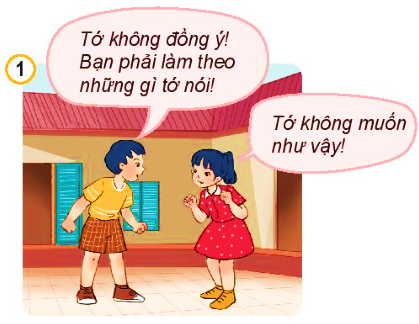 1
Tớ không đồng ý!
Bạn phải làm theo
những gì tớ nói!
Tớ không muốn
như vậy!